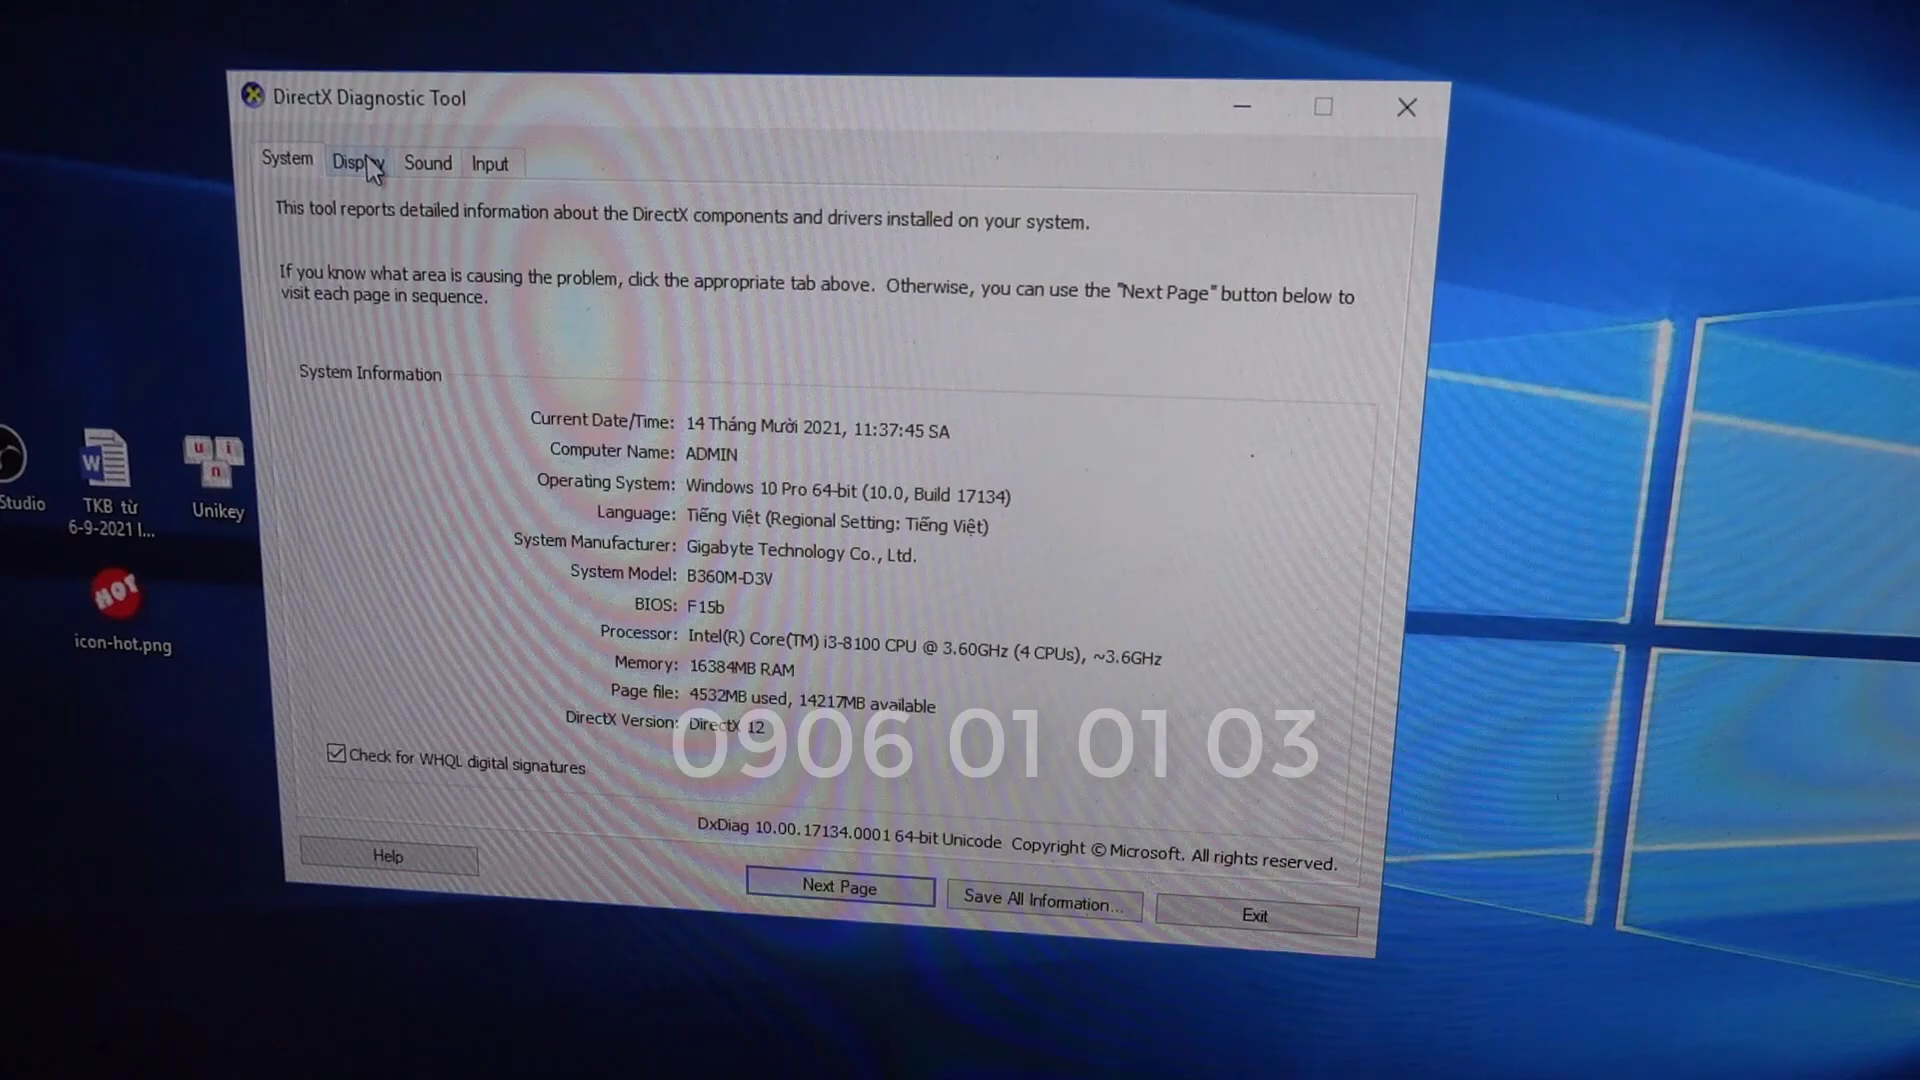 DirectX Diagnostic Tool
System Display Sound Input
This tool reports detailed information about the DirectX components and drivers installed on your system.
If you know what area is causing the problem, click the appropriate tab above. Otherwise, you can use the "Next Page" button below to
visit each page in sequence.
System Information
Current Date/Time: 14 Tháng Mười 2021, 11:37:45 SA
Computer Name: ADMIN
Operating System: Windows 10 Pro 64-bit (10.0, Build 17134)
Language: Tiếng Việt (Regional Setting: Tiếng Việt)
System Manufacturer: Gigabyte Technology Co., Ltd.
System Model: B360M-D3V
BIOS: F15b
Processor: Intel(R) Core(TM) i3-8100 CPU @ 3.60GHz (4 CPUs), ~3.6GHz
Memory: 16384MB RAM
Page file: 4532MB used, 14217MB available
DirectX Version: DirectX 12
0906 01 01 03
Check for WHQL digital signatures
DxDiag 10.00.17134.0001 64-bit Unicode Copyright © Microsoft. All rights reserved.
Help
Next Page
Save All Information...
Exit
Studio
W
TKB từ
6-9-2021 l...
u i
n
Unikey
HOT
icon-hot.png